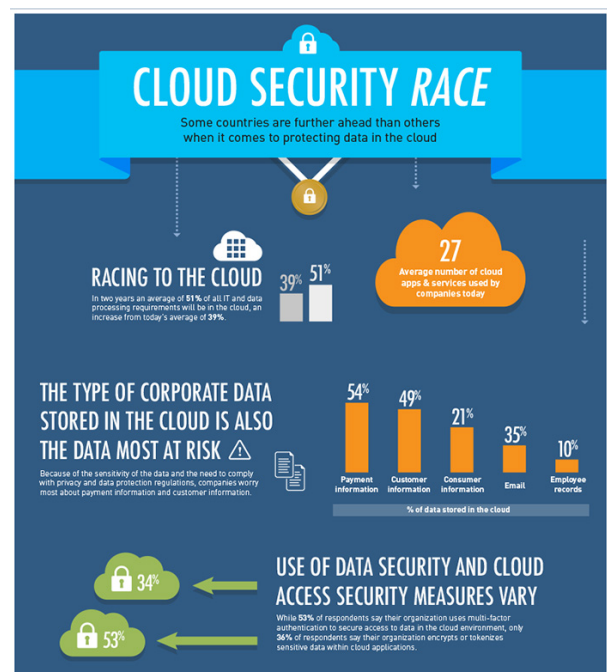 CLOUD SECURITY RACE
Some countries are further ahead than others
when it comes to protecting data in the cloud
RACING TO THE CLOUD
In two years an average of 51% of all IT and data
processing requirements will be in the cloud, an
increase from today's average of 39%.
39%
51%
27
Average number of cloud
apps & services used by
companies today
THE TYPE OF CORPORATE DATA
STORED IN THE CLOUD IS ALSO
THE DATA MOST AT RISK
Because of the sensitivity of the data and the need to comply
with privacy and data protection regulations, companies worry
most about payment information and customer information.
54%
49%
21%
35%
10%
Payment
information
Customer
information
Consumer
information
Email
Employee
records
% of data stored in the cloud
34%
53%
USE OF DATA SECURITY AND CLOUD
ACCESS SECURITY MEASURES VARY
While 53% of respondents say their organization uses multi-factor
authentication to secure access to data in the cloud environment, only
36% of respondents say their organization encrypts or tokenizes
sensitive data within cloud applications.